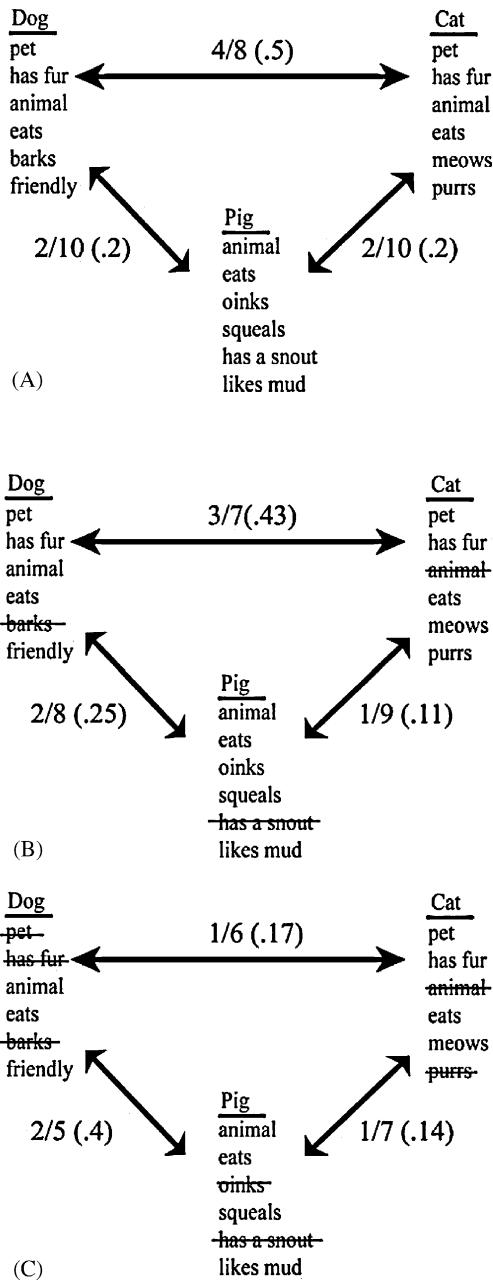 Dog
pet
has fur
animal
eats
barks
friendly
4/8 (.5)
Cat
pet
has fur
animal
eats
meows
purrs
2/10 (.2)
Pig
animal
eats
oinks
squeals
has a snout
likes mud
2/10 (.2)
(A)
Dog
pet
has fur
animal
eats
barks
friendly
3/7(.43)
Cat
pet
has fur
animal
eats
meows
purrs
2/8 (.25)
Pig
animal
eats
oinks
squeals
has a snout
likes mud
1/9 (.11)
(B)
Dog
pet
has fur
animal
eats
barks
friendly
1/6 (.17)
Cat
pet
has fur
animal
eats
meows
purrs
2/5 (.4)
Pig
animal
eats
oinks
squeals
has a snout
likes mud
1/7 (.14)
(C)